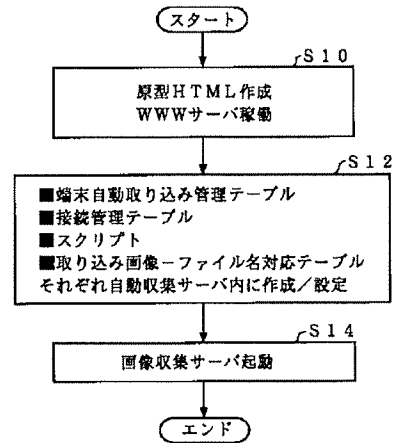 スタート
S10
原型HTML作成
WWWサーバ稼働
S12
■端末自動取り込み管理テーブル
■接続管理テーブル
■スクリプト
■取り込み画像－ファイル名対応テーブル
それぞれ自動収集サーバ内に作成／設定
S14
画像収集サーバ起動
エンド